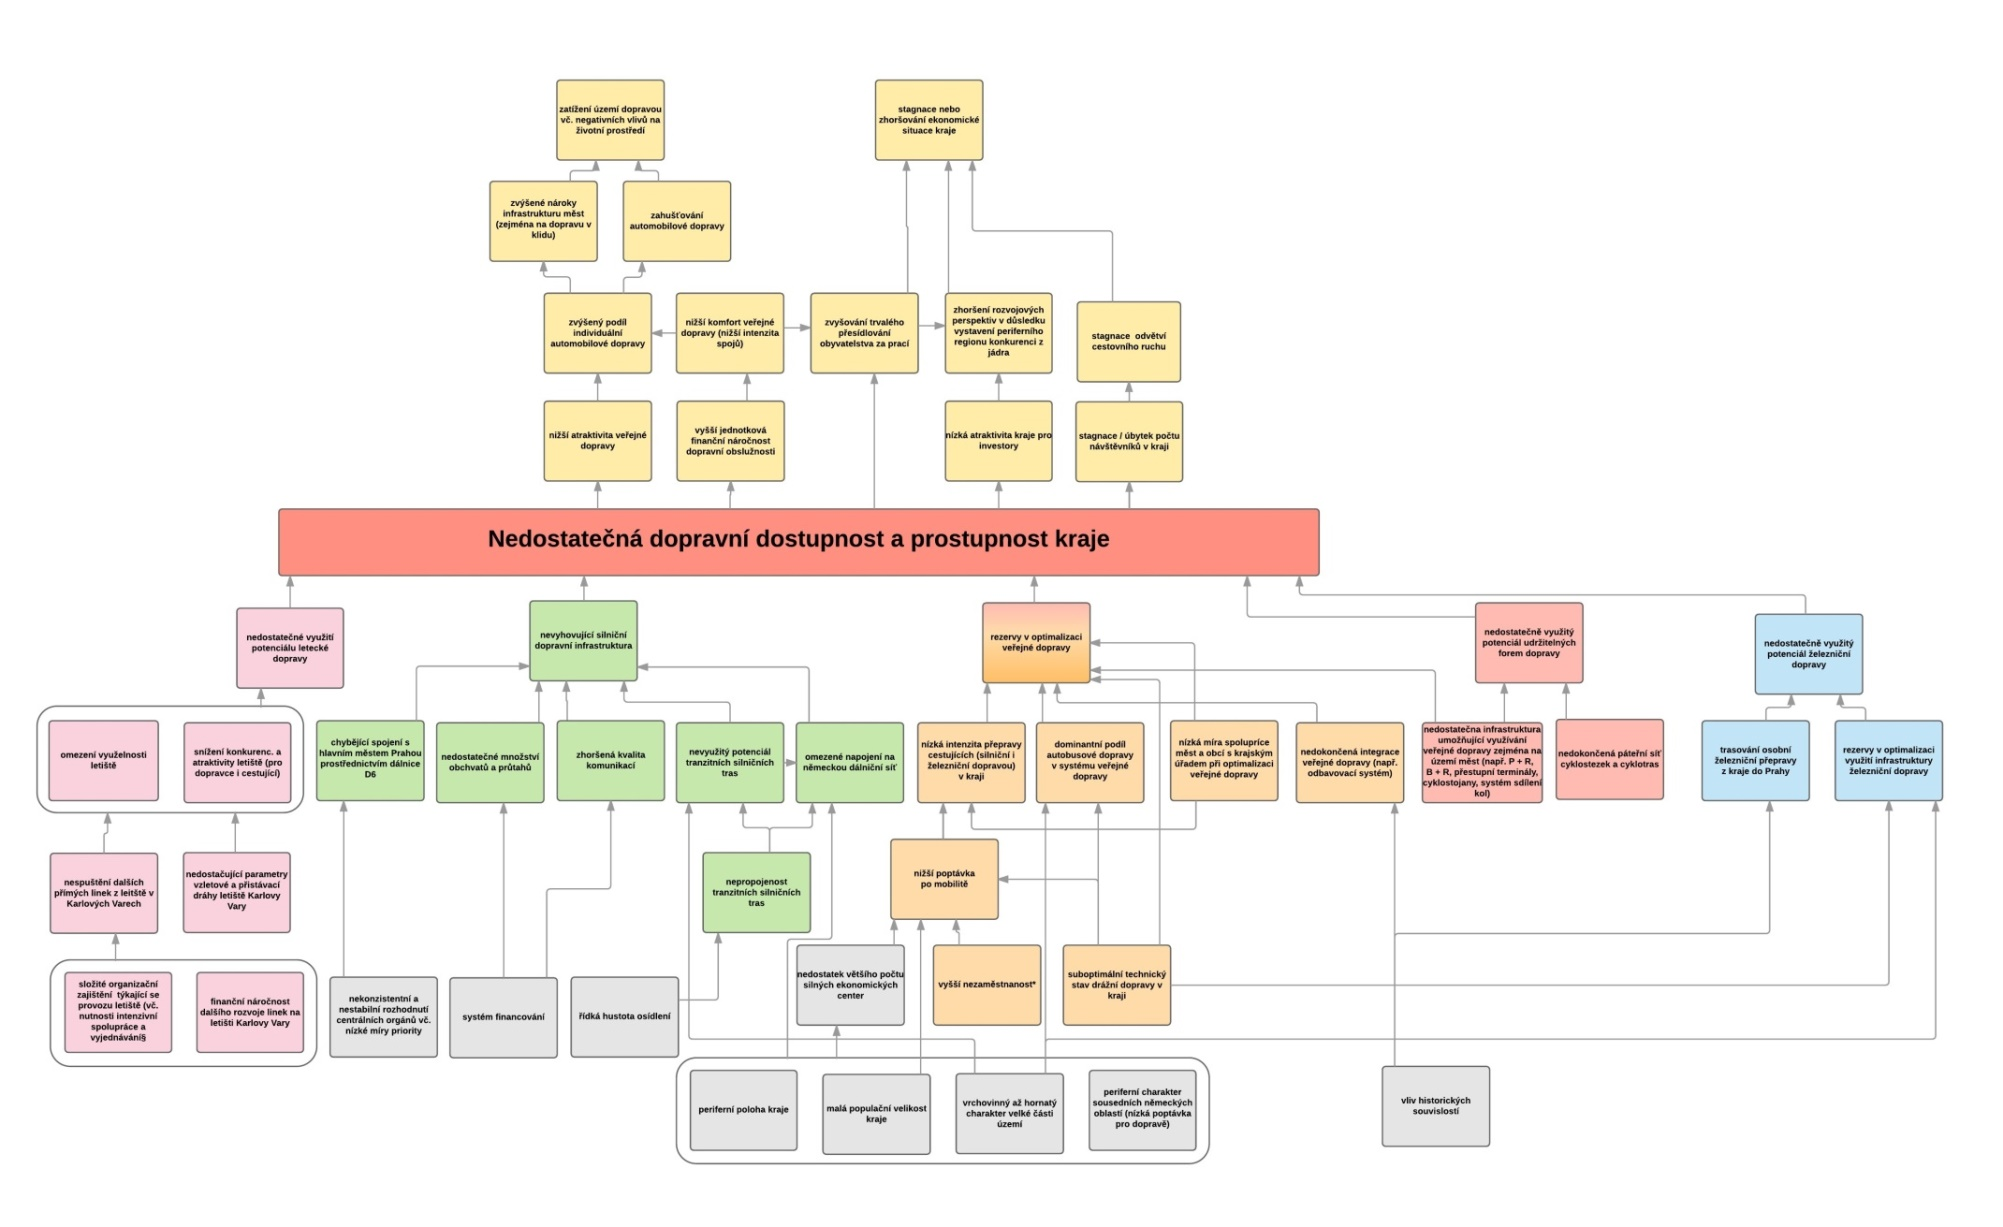 zatížení území dopravou
vč. negativních vlivů na
životní prostředí
stagnace nebo
zhoršování ekonomické
situace kraje
zvýšené nároky
infrastrukturu měst
(zejména na dopravu v
klidu)
zahušťování
automobilové dopravy
zvýšený podíl
individuální
automobilové dopravy
nižší komfort veřejné
dopravy (nižší intenzita
spojů)
zvyšování trvalého
přesídlování
obyvatelstva za prací
zhoršení rozvojových
perspektiv v důsledku
vystavení periferního
regionu konkurenci z
jádra
stagnace odvětví
cestovního ruchu
nižší atraktivita veřejné
dopravy
vyšší jednotková
finanční náročnost
dopravní obslužnosti
nízká atraktivita kraje pro
investory
stagnace / úbytek počtu
návštěvníků v kraji
Nedostatečná dopravní dostupnost a prostupnost kraje
nedostatečné využití
potenciálu letecké
dopravy
nevyhovující silniční
dopravní infrastruktura
rezervy v optimalizaci
veřejné dopravy
nedostatečně využitý
potenciál udržitelných
forem dopravy
nedostatečně využitý
potenciál železniční
dopravy
omezení využelnosti
letiště
snížení konkurenc. a
atraktivity letiště (pro
dopravce i cestující)
chybějící spojení s
hlavním městem Prahou
prostřednictvím dálnice
D6
nedostatečné množství
obchvatů a průtahů
zhoršená kvalita
komunikací
nevyužitý potenciál
tranzitních silničních
tras
omezené napojení na
německou dálniční síť
nízká intenzita přepravy
cestujících (silniční i
železniční dopravou)
v kraji
dominantní podíl
autobusové dopravy
v systému veřejné
dopravy
nízká míra spolupríce
měst a obcí s krajským
úřadem při optimalizaci
veřejné dopravy
nedokončená integrace
veřejné dopravy (např.
odbavovací systém)
nedostatečna infrastruktura
umožňující využívání
veřejné dopravy zejména na
území měst (např. P + R,
B + R, přestupní terminály,
cyklostojany, systém sdílení
kol)
nedokončená páteřní síť
cyklostezek a cyklotras
trasování osobní
železniční přepravy
z kraje do Prahy
rezervy v optimalizaci
využití infrastruktury
železniční dopravy
nespuštění dalších
přímých linek z leitště v
Karlových Varech
nedostačující parametry
vzletové a přistávací
dráhy letiště Karlovy
Vary
nepropojenost
tranzitních silničních
tras
nižší poptávka
po mobilitě
složité organizační
zajištění týkající se
provozu letiště (vč.
nutnosti intenzivní
spolupráce a
vyjednávání§
finanční náročnost
dalšího rozvoje linek na
letišti Karlovy Vary
nekonzistentní a
nestabilní rozhodnutí
centrálních orgánů vč.
nízké míry priority
systém financování
řídká hustota osídlení
nedostatek většího počtu
silných ekonomických
center
vyšší nezaměstnanost*
suboptimální technický
stav drážní dopravy v
kraji
periferní poloha kraje
malá populační velikost
kraje
vrchovinný až hornatý
charakter velké části
území
periferní charakter
sousedních německých
oblastí (nízká poptávka
pro dopravě)
vliv historických
souvislostí